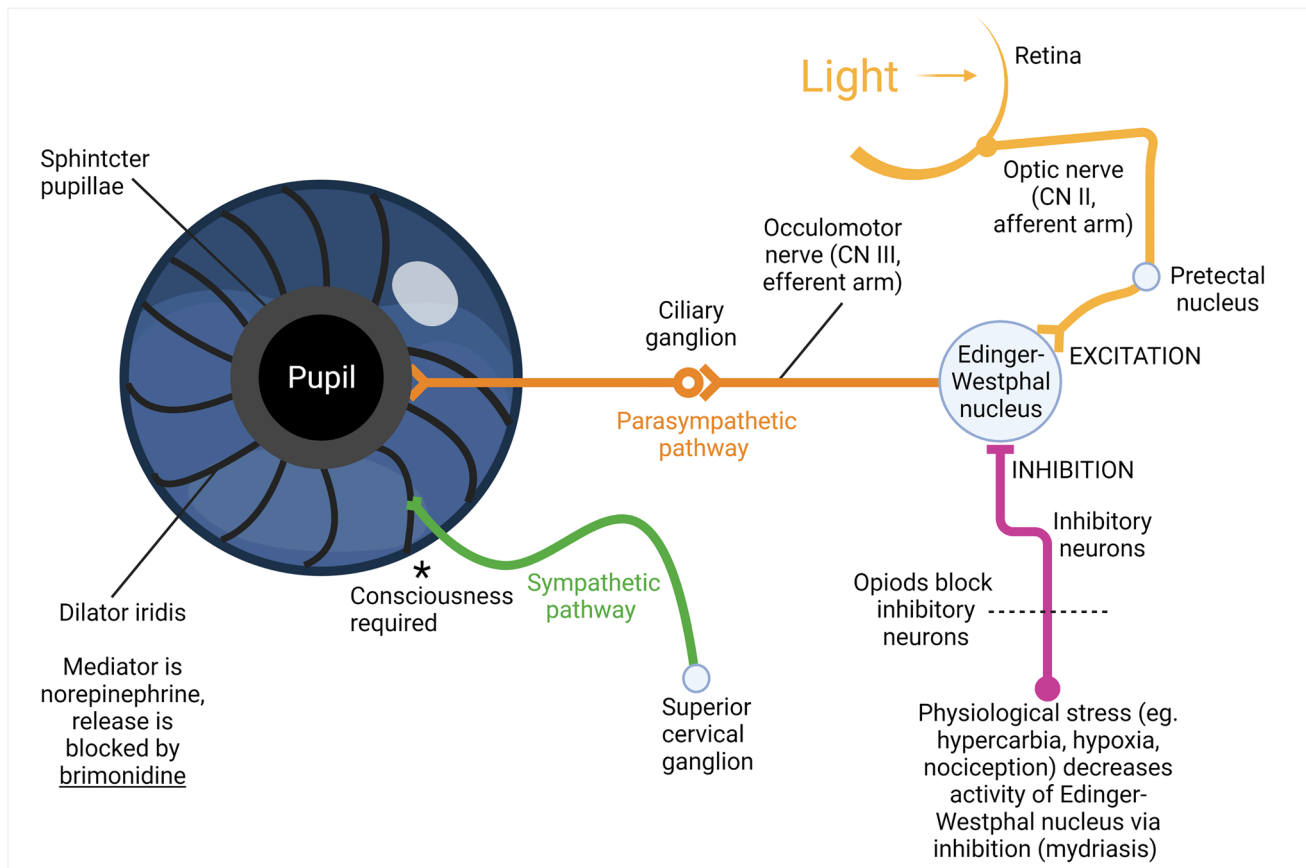 Light
Retina
Sphintcter
pupillae
Optic nerve
(CN II,
afferent arm)
Occulomotor
nerve (CN III,
efferent arm)
Pretectal
nucleus
Ciliary
ganglion
EXCITATION
Edinger-
Westphal
nucleus
Pupil
Parasympathetic
pathway
INHIBITION
Inhibitory
neurons
Opiods block
inhibitory
neurons
*
Consciousness
required
Sympathetic
pathway
Dilator iridis
Mediator is
norepinephrine,
release is
blocked by
brimonidine
Superior
cervical
ganglion
Physiological stress (eg.
hypercarbia, hypoxia,
nociception) decreases
activity of Edinger-
Westphal nucleus via
inhibition (mydriasis)